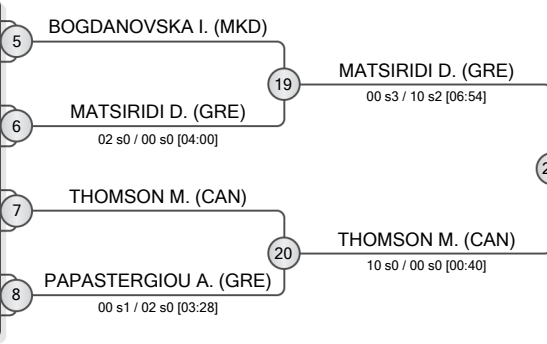 BOGDANOVSKA I. (MKD)
5
19
MATSIRIDI D. (GRE)
00 s3 / 10 s2 [06:54]
MATSIRIDI D. (GRE)
6
02 s0 / 00 s0 [04:00]
THOMSON M. (CAN)
7
20
THOMSON M. (CAN)
10 s0 / 00 s0 [00:40]
PAPASTERGIOU A. (GRE)
8
00 s1 / 02 s0 [03:28]